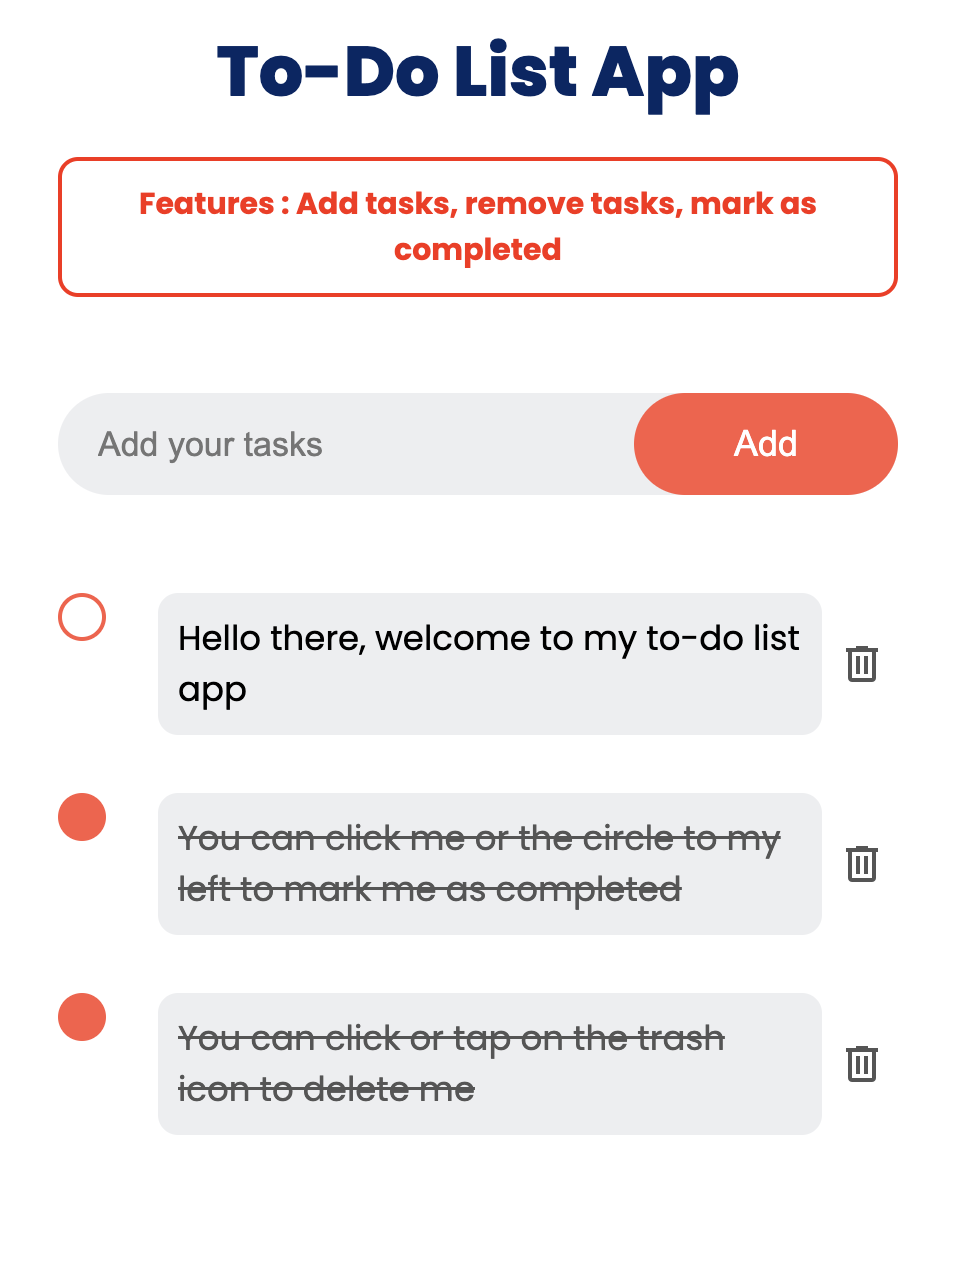 To-Do List App
Features : Add tasks, remove tasks, mark as
completed
Add your tasks
Add
Hello there, welcome to my to-do list
app
You can click me or the circle to my
left to mark me as completed
You can click or tap on the trash
icon to delete me